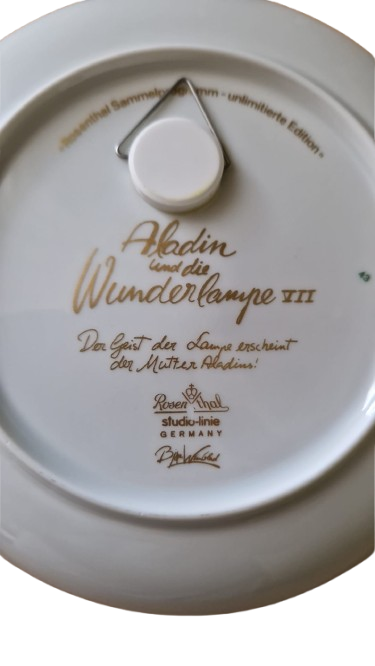 «Rosenthal Sammelprogramm - unlimitierte Edition»
Aladin
und die
Wunderlampe VII
Der Geist der Lampe erscheint
der Mutter Aladins!
Rosenthal
studio-linie
GERMANY